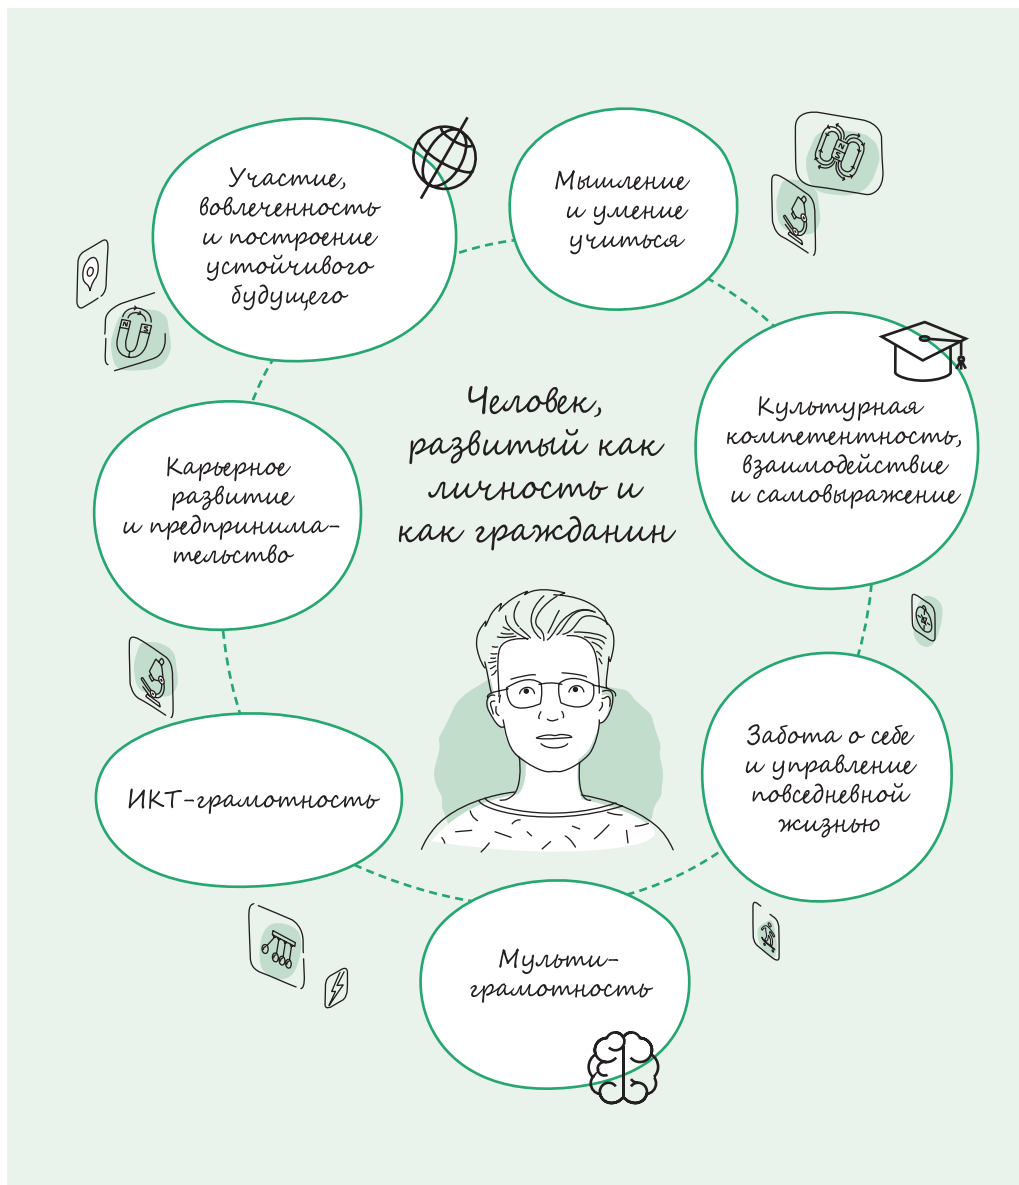 Участие,
вовлеченность
и построение
устойчивого
будущего
Мышление
и умение
учиться
Культурная
компетентность,
взаимодействие
и самовыражение
Человек,
развитый как
личность и
как гражданин
Карьерное
развитие
и предпринима-
тельство
Забота о себе
и управление
повседневной
жизнью
ИКТ-грамотность
Мульти-
грамотность